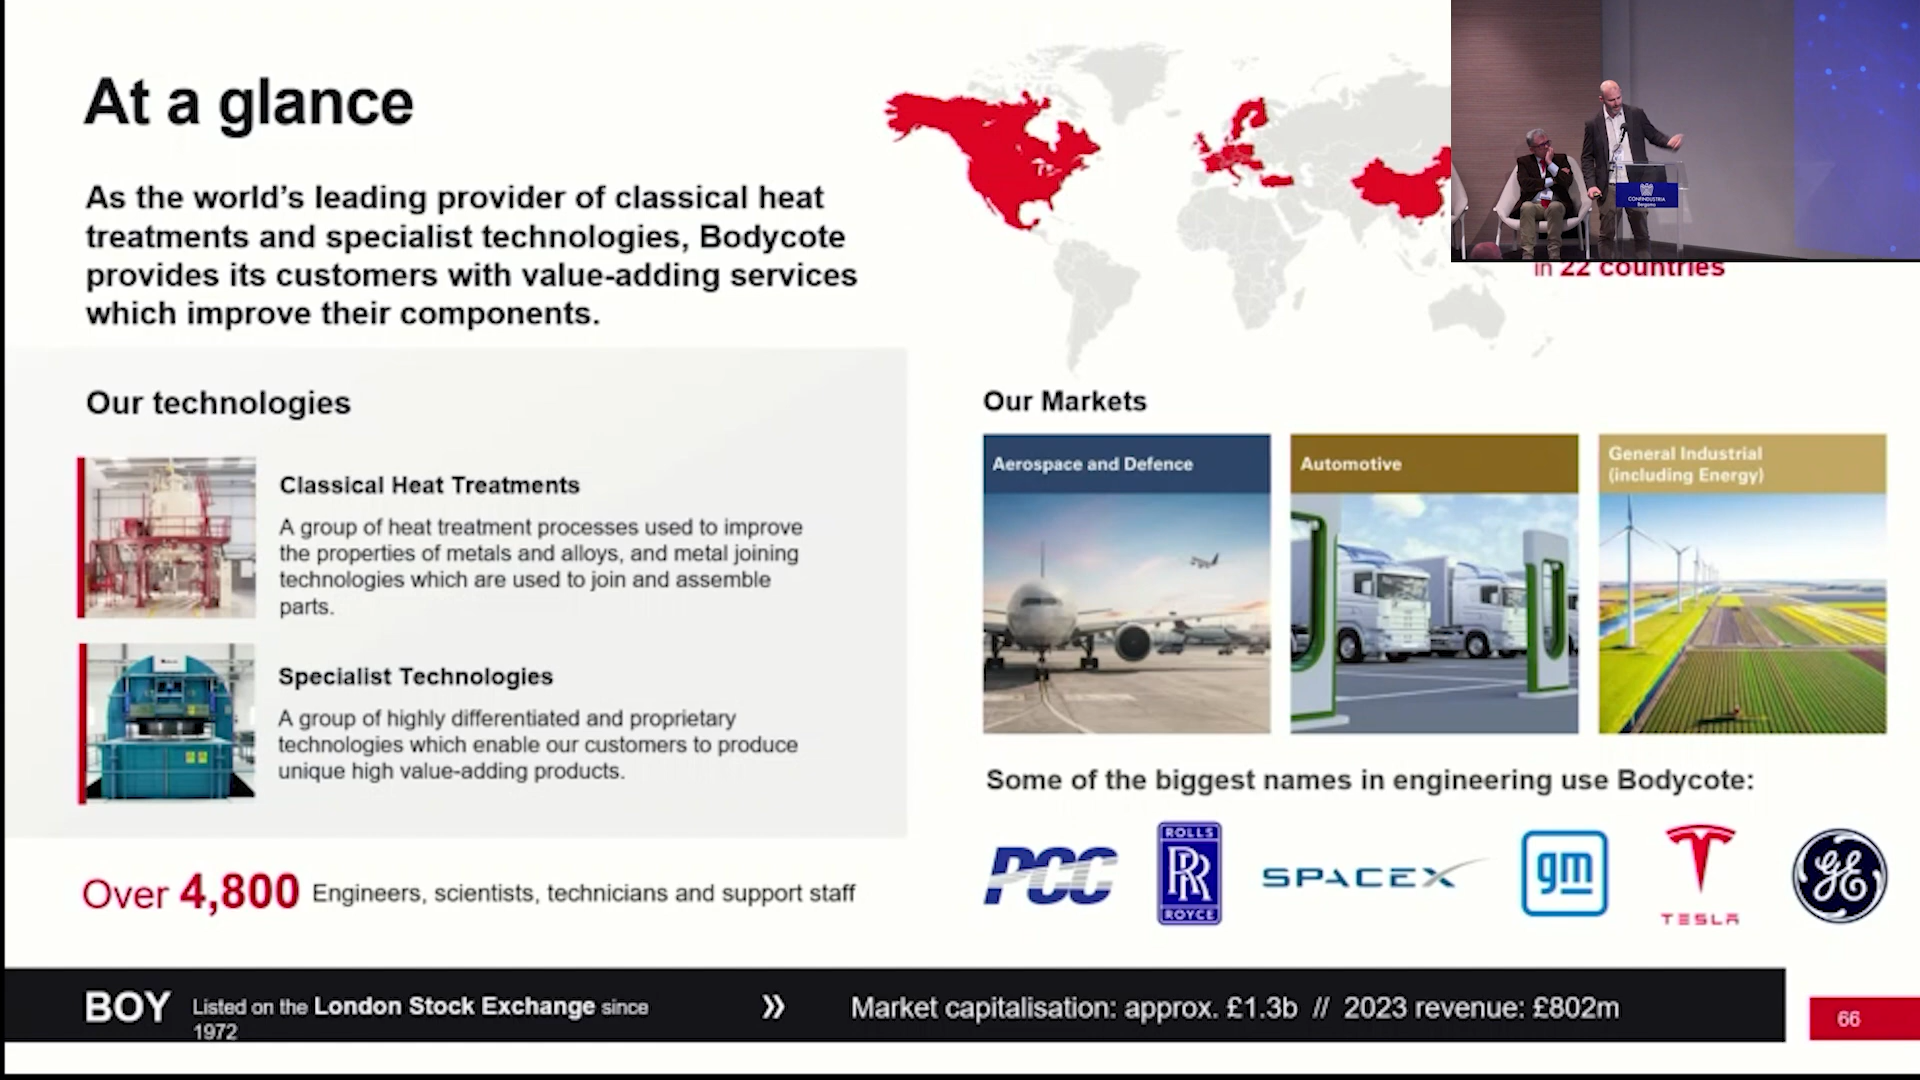 At a glance
As the world's leading provider of classical heat
treatments and specialist technologies, Bodycote
provides its customers with value-adding services
which improve their components.
in 22 countries
CONFINDUSTRIA
Bergamo
Our technologies
Classical Heat Treatments
A group of heat treatment processes used to improve
the properties of metals and alloys, and metal joining
technologies which are used to join and assemble
parts.
Specialist Technologies
A group of highly differentiated and proprietary
technologies which enable our customers to produce
unique high value-adding products.
Over 4,800 Engineers, scientists, technicians and support staff
Our Markets
Aerospace and Defence
Automotive
General Industrial
(including Energy)
Some of the biggest names in engineering use Bodycote:
PCC
ROLLS
RR
ROYCE
SPACEX
gm
TESLA
GE
BOY Listed on the London Stock Exchange since
1972
» Market capitalisation: approx. £1.3b // 2023 revenue: £802m
66